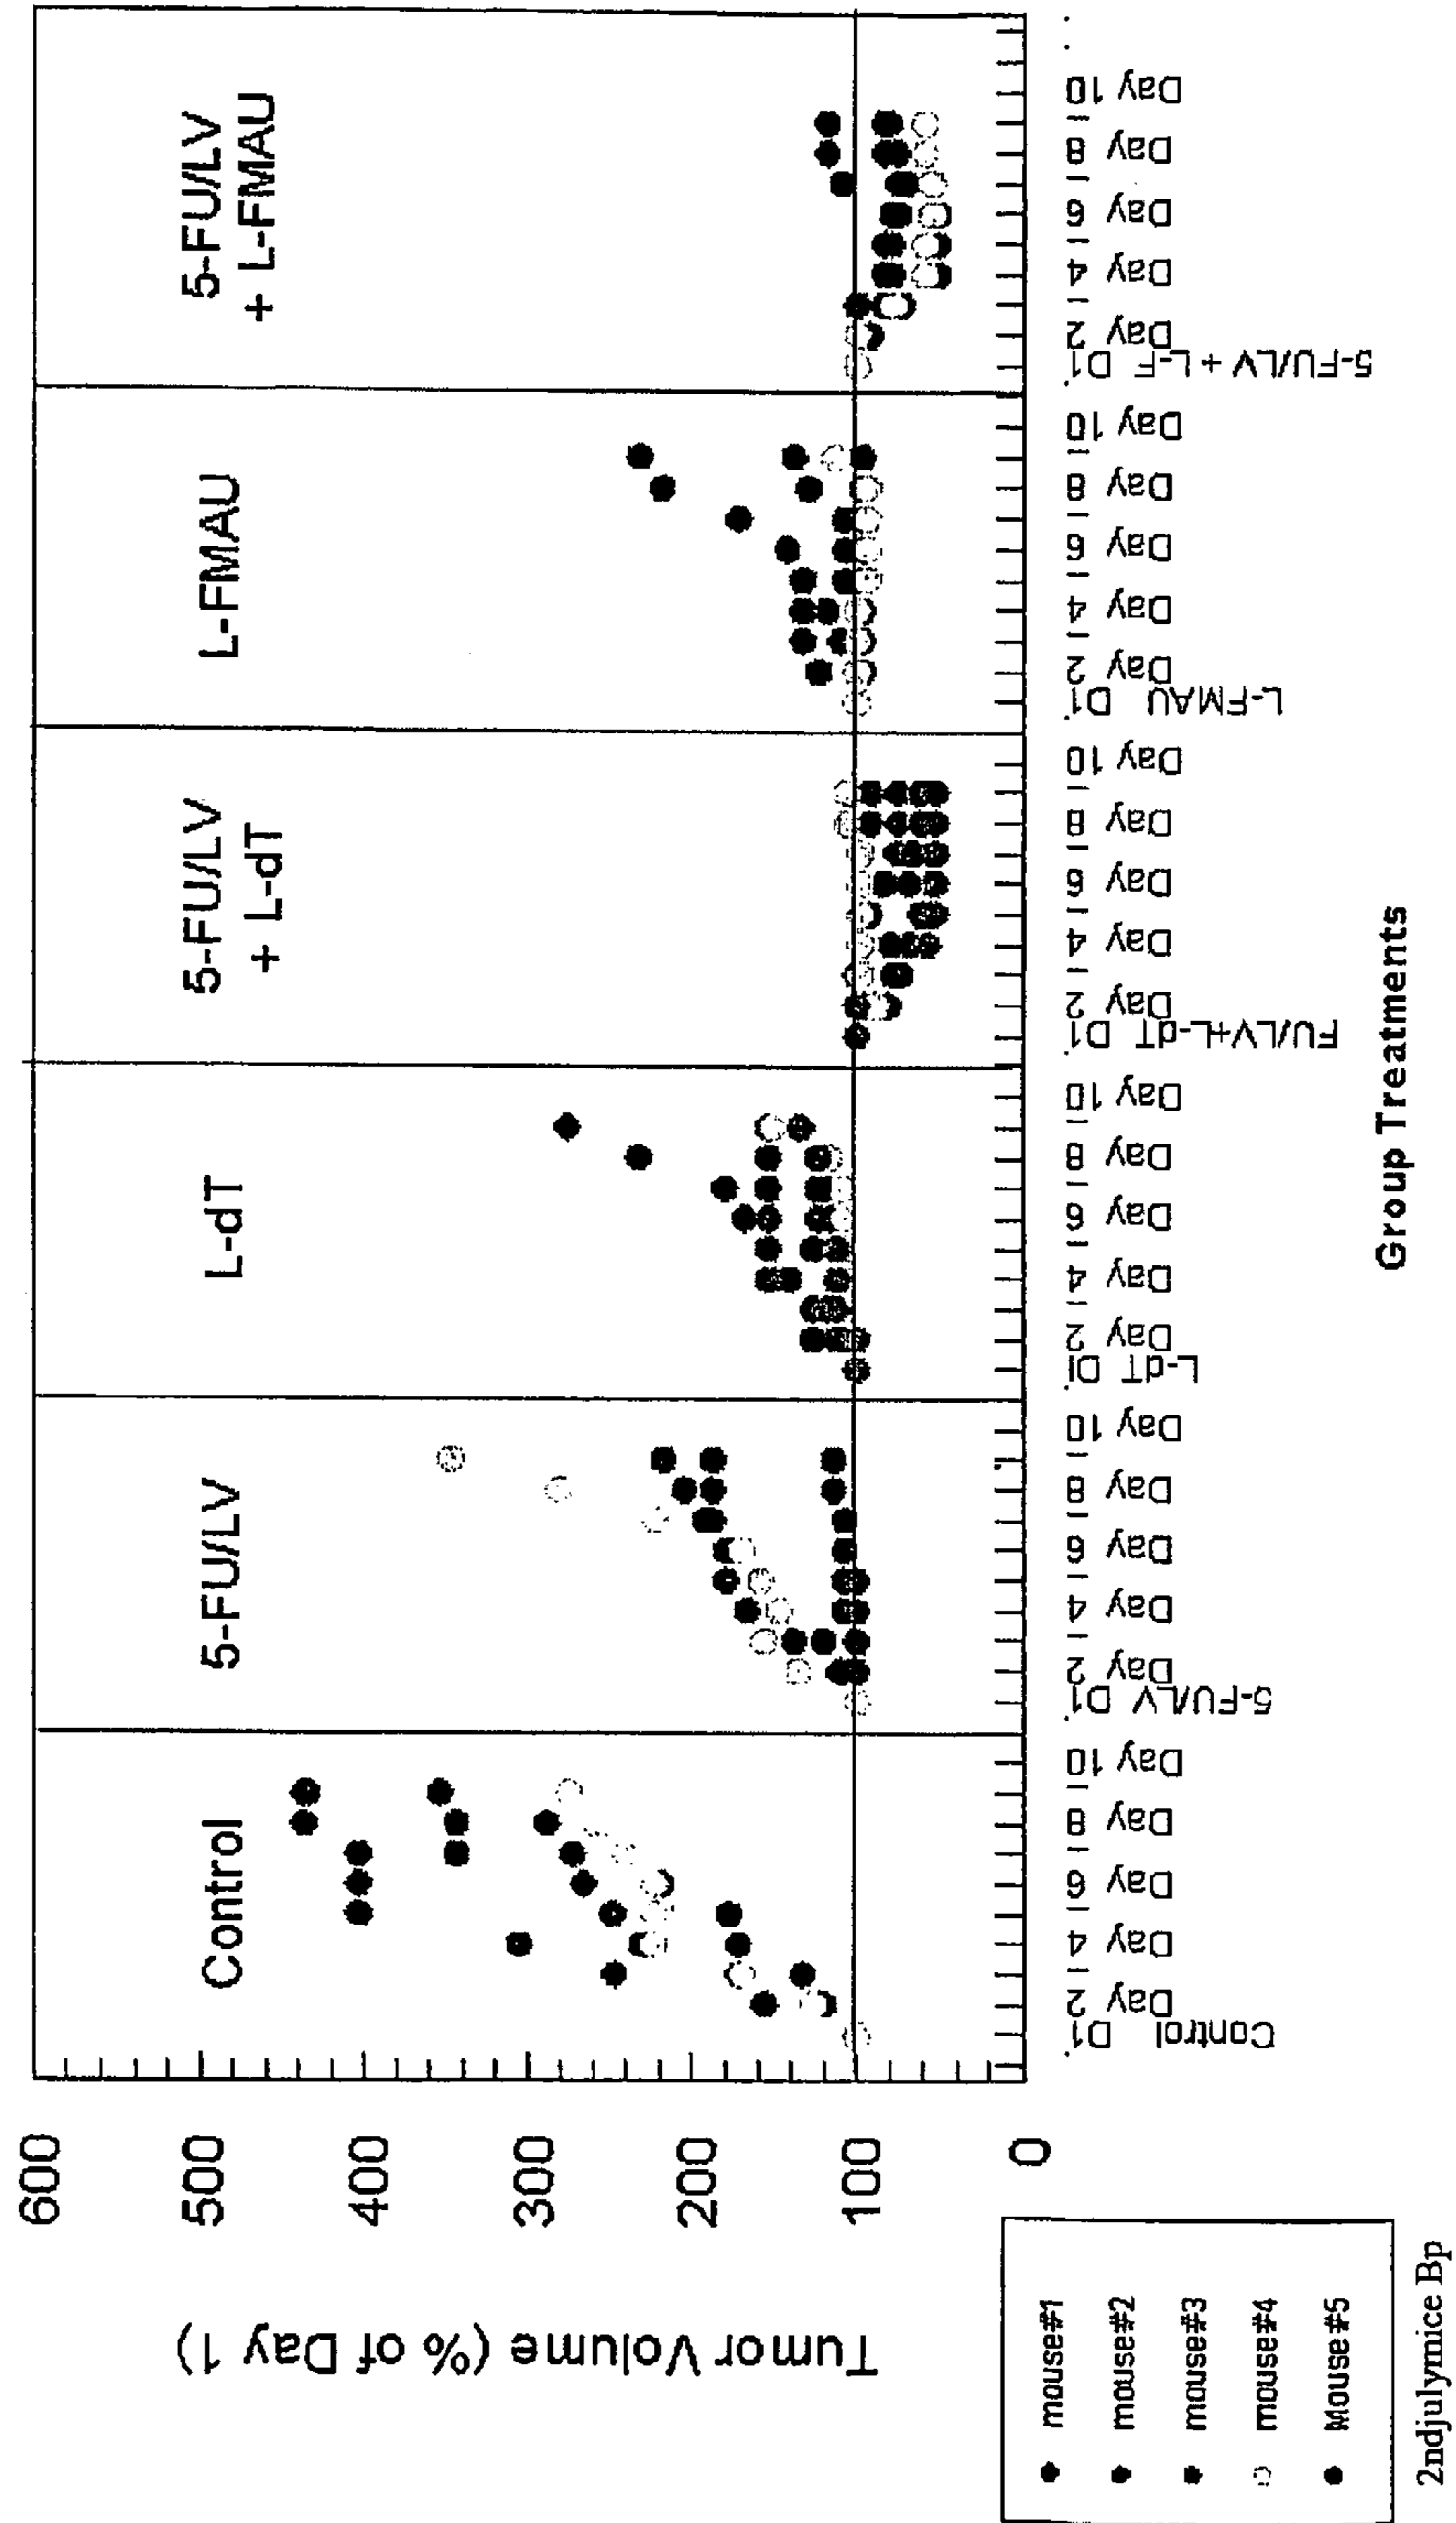 Tumor Volume (% of Day 1)
600
500
400
300
200
100
0
Control
5-FU/LV
L-dT
5-FU/LV
+ L-dT
L-FMAU
5-FU/LV
+ L-FMAU
Control D1
Day 2
Day 4
Day 6
Day 8
Day 10
5-FU/LV D1
Day 2
Day 4
Day 6
Day 8
Day 10
L-dT D1
Day 2
Day 4
Day 6
Day 8
Day 10
FU/LV+L-dT D1
Day 2
Day 4
Day 6
Day 8
Day 10
L-FMAU D1
Day 2
Day 4
Day 6
Day 8
Day 10
5-FU/LV + L-F D1
Day 2
Day 4
Day 6
Day 8
Day 10
Group Treatments
mouse#1
mouse#2
mouse#3
mouse#4
Mouse#5
2ndjulymice Bp